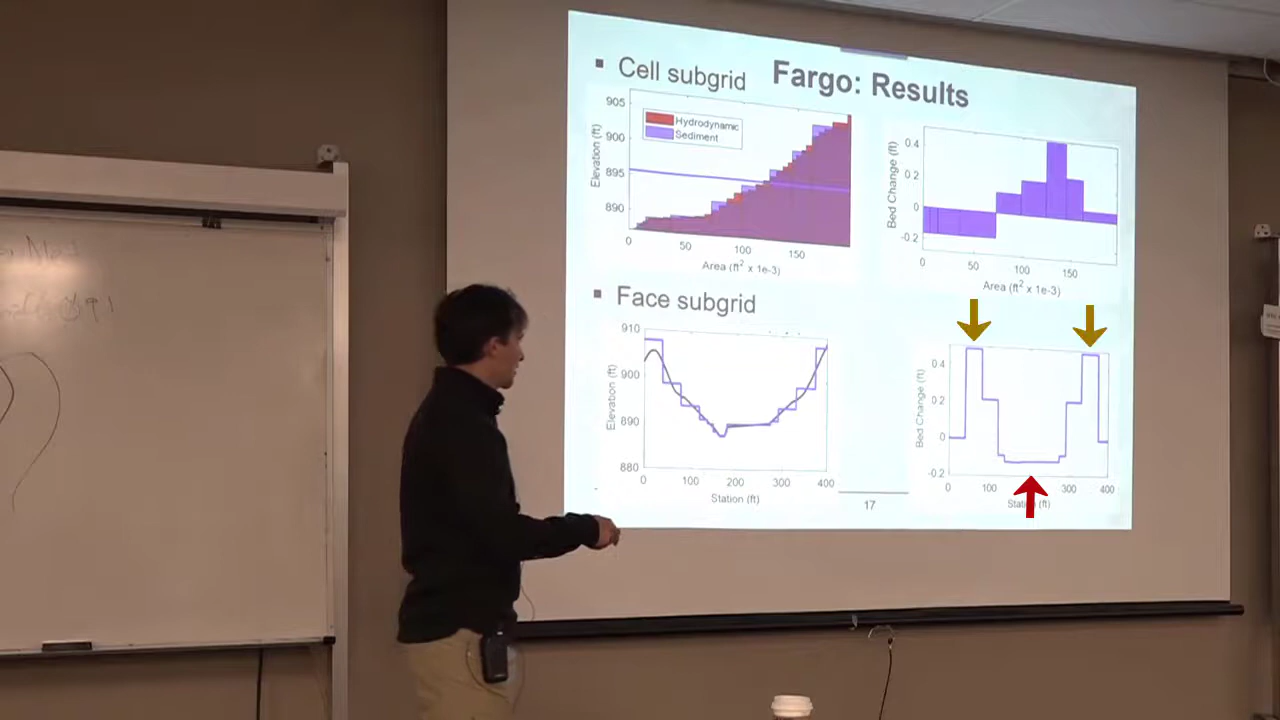 Fargo: Results
▪ Cell subgrid
905
900
895
890
Elevation (ft)
Hydrodynamic
Sediment
0 50 100 150
Area (ft² x 1e-3)
0.4
0.2
0
-0.2
Bed Change (ft)
0 50 100 150
Area (ft² x 1e-3)
▪ Face subgrid
910
900
890
880
Elevation (ft)
0 100 200 300 400
Station (ft)
0.4
0.2
0
-0.2
Bed Change (ft)
0 100 300 400
(ft)
17